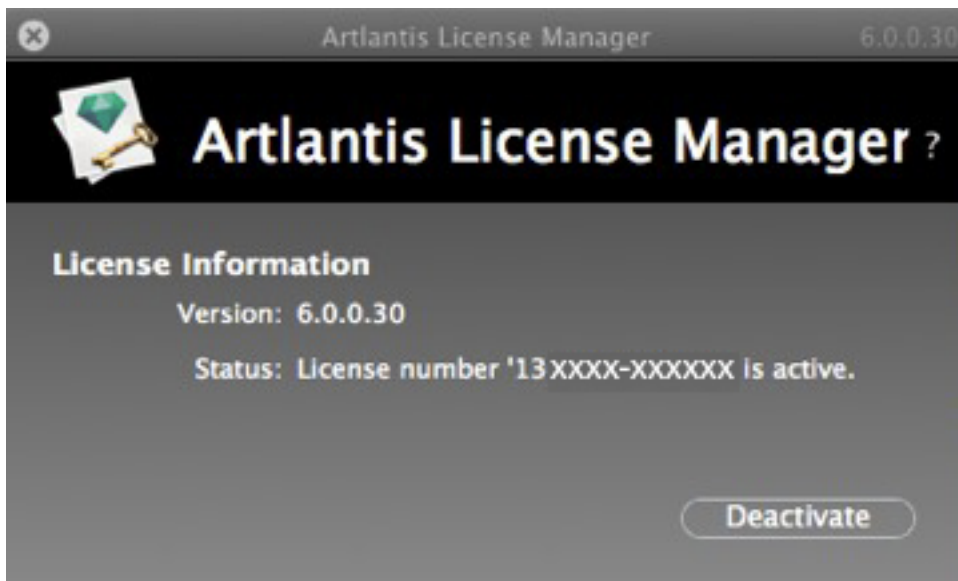 Artlantis License Manager 6.0.0.30
Artlantis License Manager ?
License Information
Version: 6.0.0.30
Status: License number '13XXXX-XXXXXX is active.
Deactivate